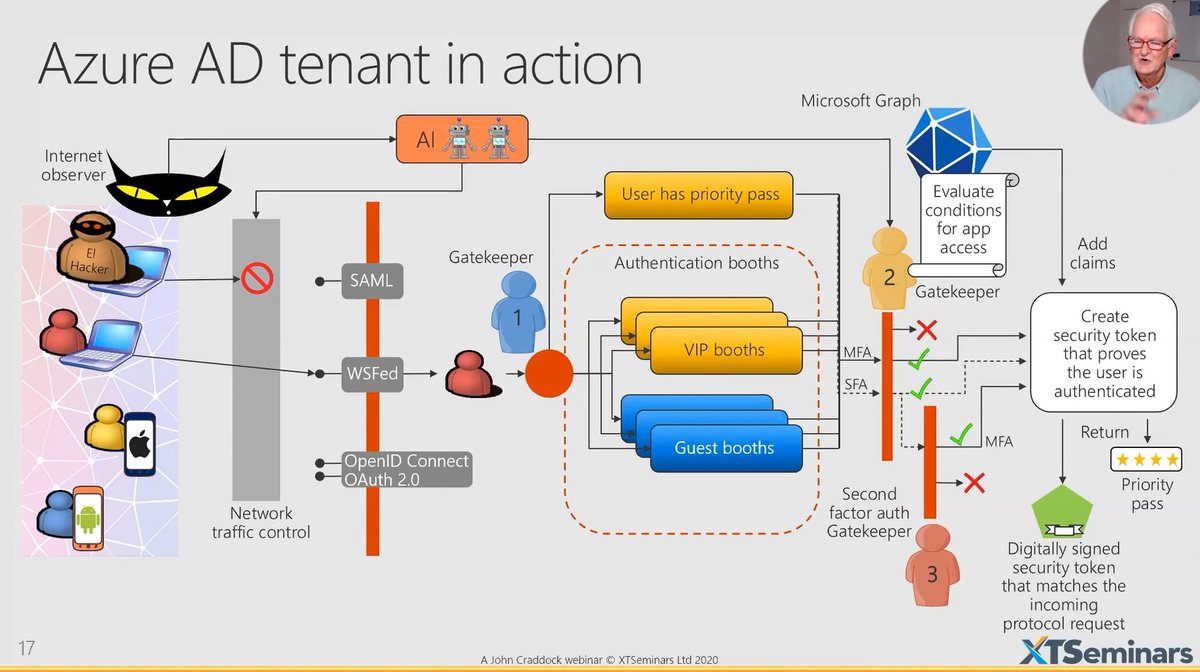 Azure AD tenant in action
Microsoft Graph
Internet
observer
AI
User has priority pass
Evaluate
conditions
for app
access
El
Hacker
SAML
Gatekeeper
1
Authentication booths
2
Gatekeeper
Add
claims
VIP booths
WSFed
MFA
SFA
Create
security token
that proves
the user is
authenticated
Guest booths
OpenID Connect
OAuth 2.0
MFA
Return
Priority
pass
Network
traffic control
Second
factor auth
Gatekeeper
3
Digitally signed
security token
that matches the
incoming
protocol request
17
A John Craddock webinar © XTSeminars Ltd 2020
XTSeminars